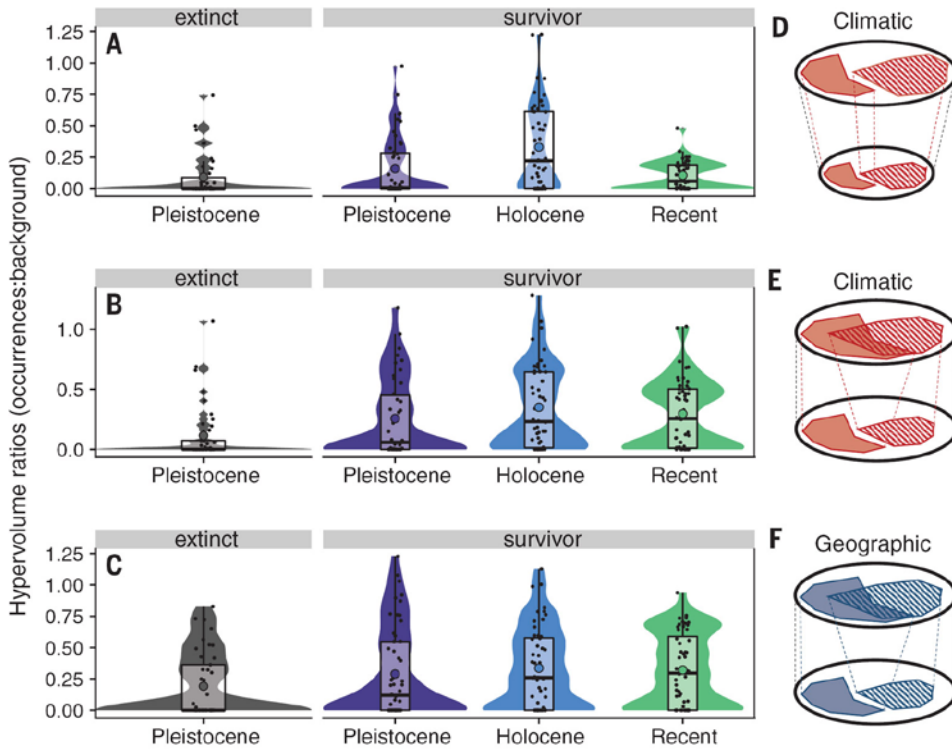 Hypervolume ratios (occurrences:background)
extinct survivor
A
1.25
1.00
0.75
0.50
0.25
0.00
Pleistocene Pleistocene Holocene Recent
D Climatic
extinct survivor
B
1.0
0.5
0.0
Pleistocene Pleistocene Holocene Recent
E Climatic
extinct survivor
C
1.25
1.00
0.75
0.50
0.25
0.00
Pleistocene Pleistocene Holocene Recent
F Geographic